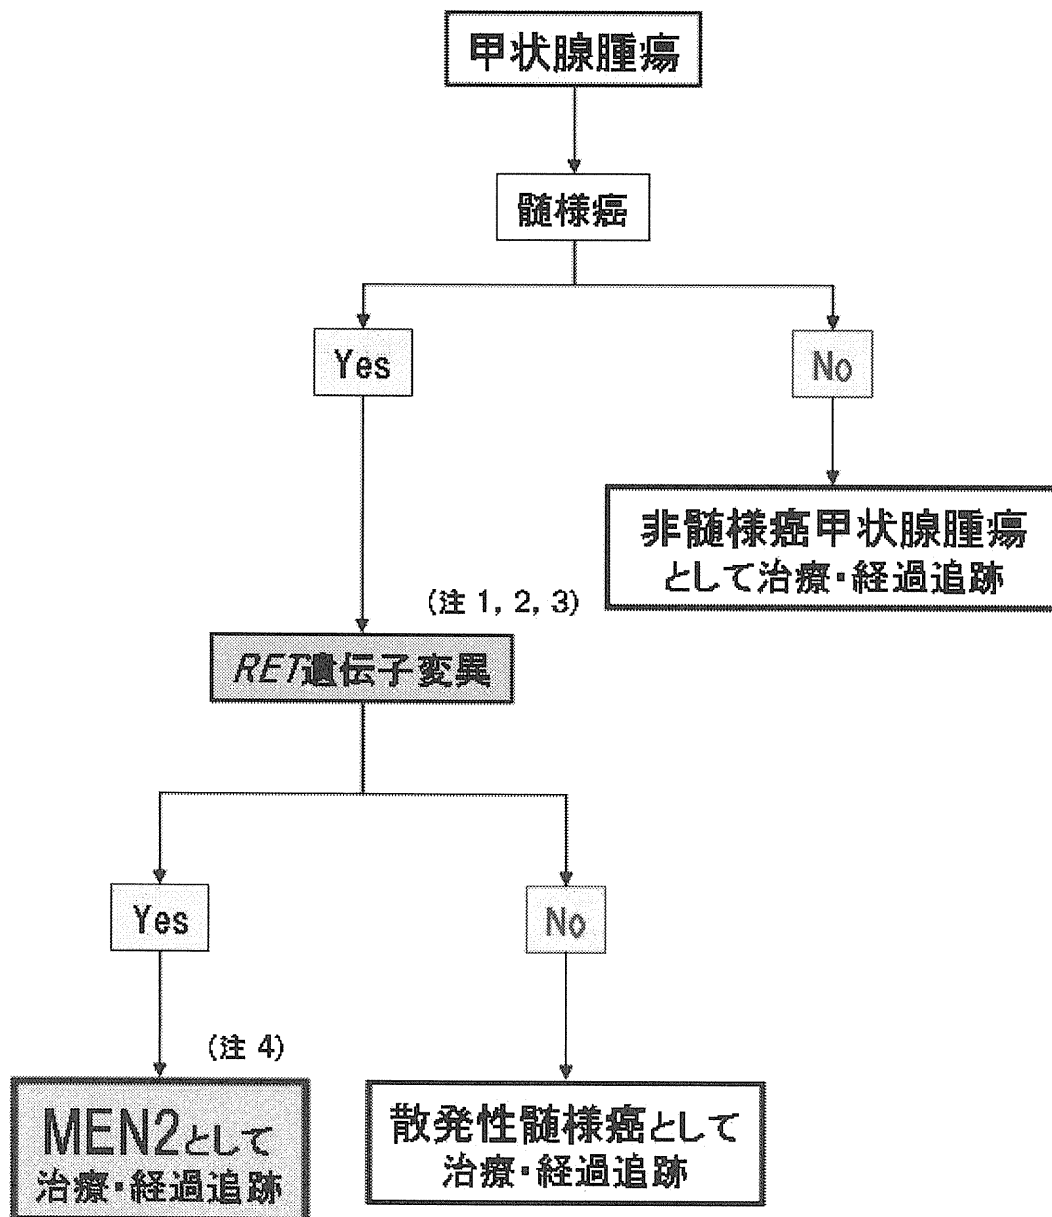 甲状腺腫瘍
髄様癌
Yes
No
非髄様癌甲状腺腫瘍
として治療・経過追跡
(注 1, 2, 3)
RET遺伝子変異
Yes
No
(注 4)
MEN2として
治療・経過追跡
散発性髄様癌として
治療・経過追跡